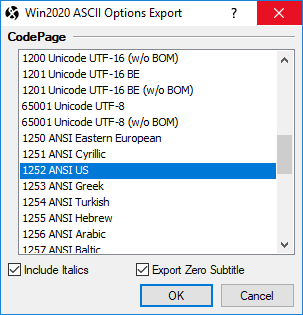 Win2020 ASCII Options Export
?
CodePage
1200 Unicode UTF-16 (w/o BOM)
1201 Unicode UTF-16 BE
1201 Unicode UTF-16 BE (w/o BOM)
65001 Unicode UTF-8
65001 Unicode UTF-8 (w/o BOM)
1250 ANSI Eastern European
1251 ANSI Cyrillic
1252 ANSI US
1253 ANSI Greek
1254 ANSI Turkish
1255 ANSI Hebrew
1256 ANSI Arabic
1257 ANSI Baltic
Include Italics Export Zero Subtitle
OK Cancel